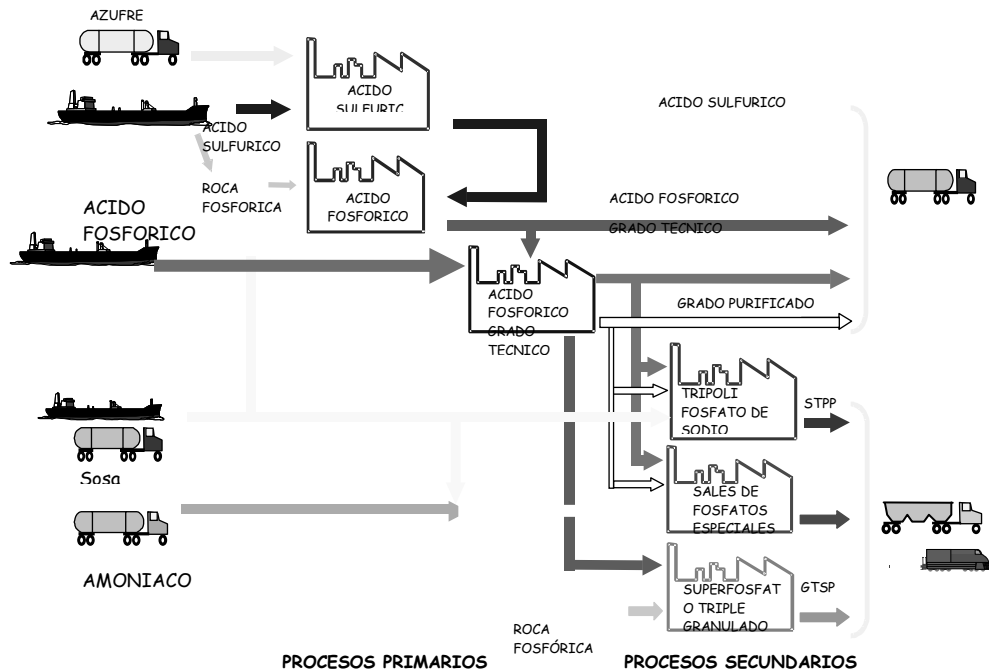 AZUFRE
ACIDO
SULFURIC
ACIDO SULFURICO
ACIDO
SULFURICO
ROCA
FOSFORICA
ACIDO
FOSFORICO
ACIDO FOSFORICO
GRADO TECNICO
ACIDO
FOSFORICO
ACIDO
FOSFORICO
GRADO
TECNICO
GRADO PURIFICADO
TRIPOLI
FOSFATO DE
SODIO
STPP
Sosa
SALES DE
FOSFATOS
ESPECIALES
AMONIACO
SUPERFOSFAT
O TRIPLE
GRANULADO
GTSP
ROCA
FOSFÓRICA
PROCESOS PRIMARIOS
PROCESOS SECUNDARIOS